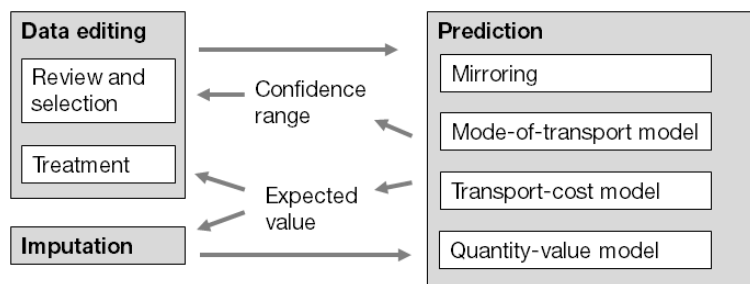 Data editing
Review and
selection
Treatment
Imputation
Confidence
range
Expected
value
Prediction
Mirroring
Mode-of-transport model
Transport-cost model
Quantity-value model